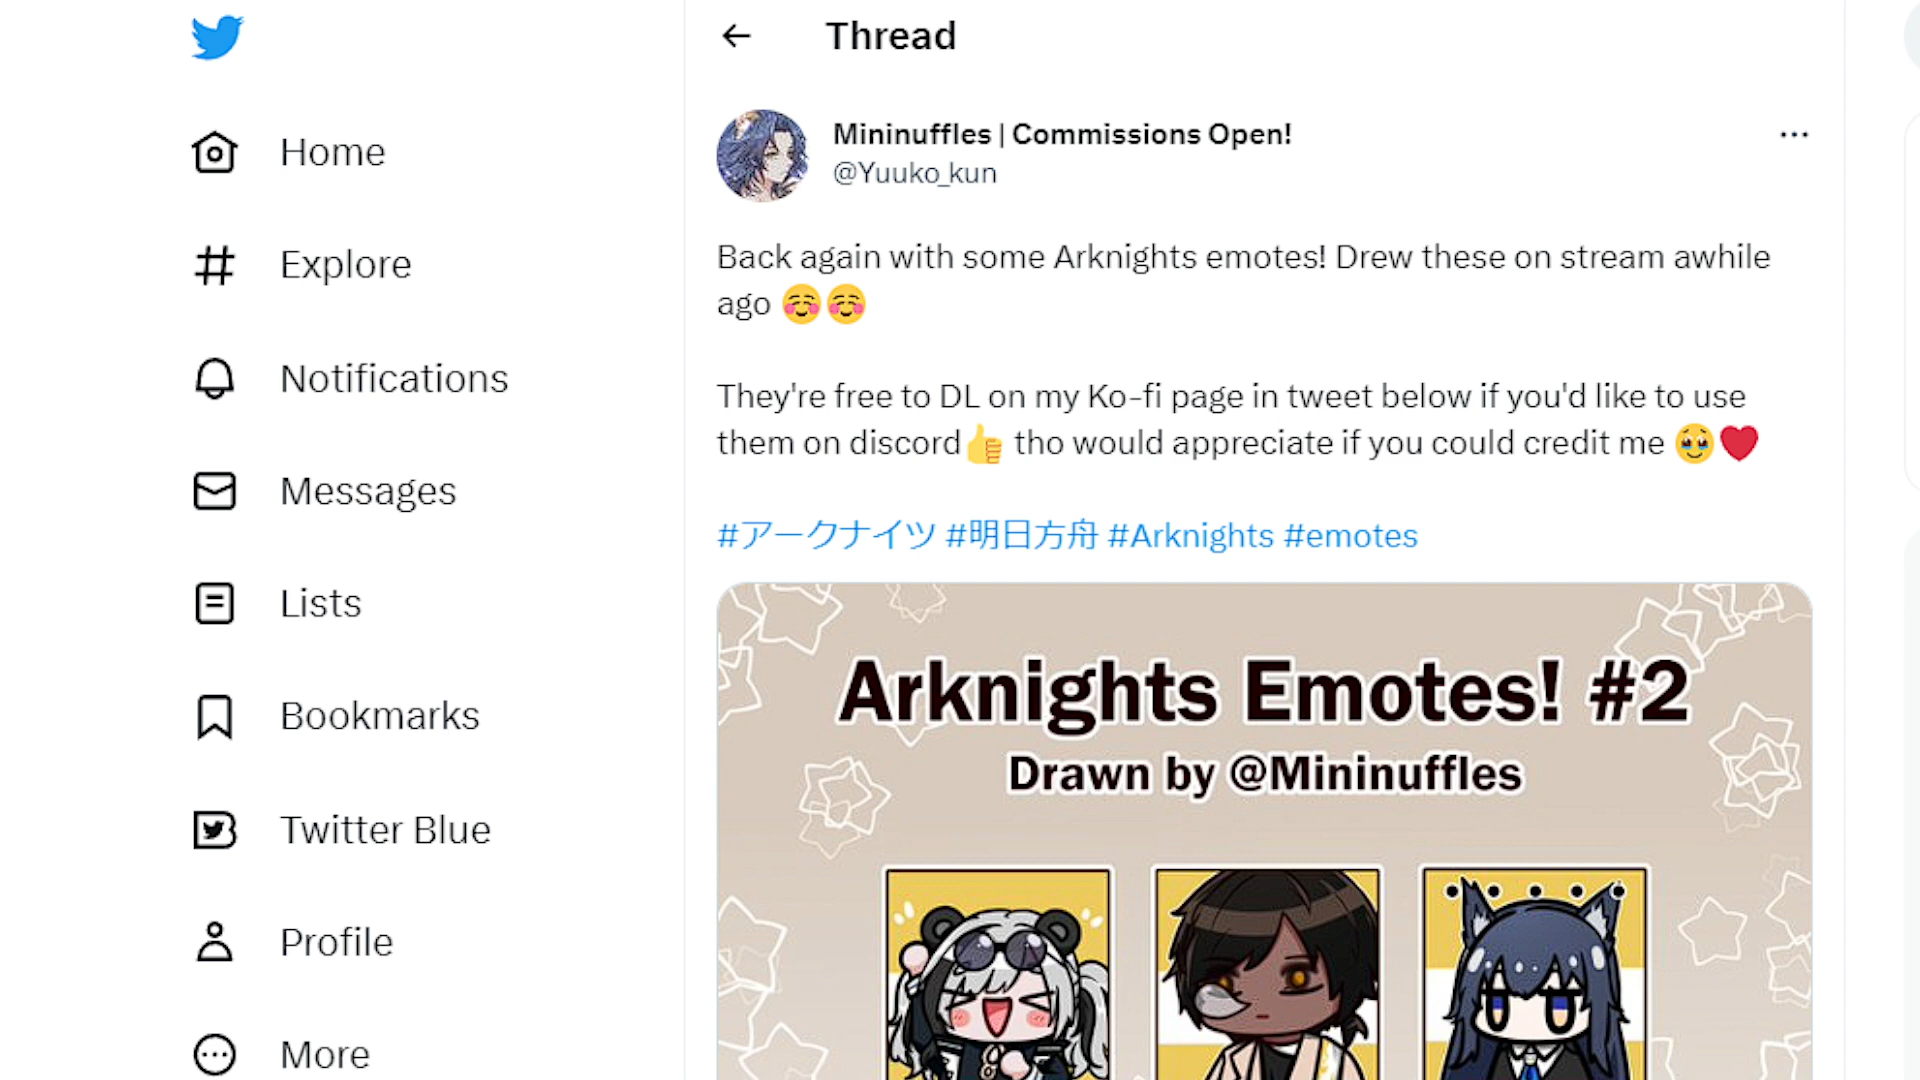 Thread
Home
Explore
Notifications
Messages
Lists
Bookmarks
Twitter Blue
Profile
More
Mininuffles | Commissions Open!
@Yuuko_kun
Back again with some Arknights emotes! Drew these on stream awhile
ago ☺️☺️
They're free to DL on my Ko-fi page in tweet below if you'd like to use
them on discord👍 tho would appreciate if you could credit me 🥹❤️
#アークナイツ #明日方舟 #Arknights #emotes
Arknights Emotes! #2
Drawn by @Mininuffles